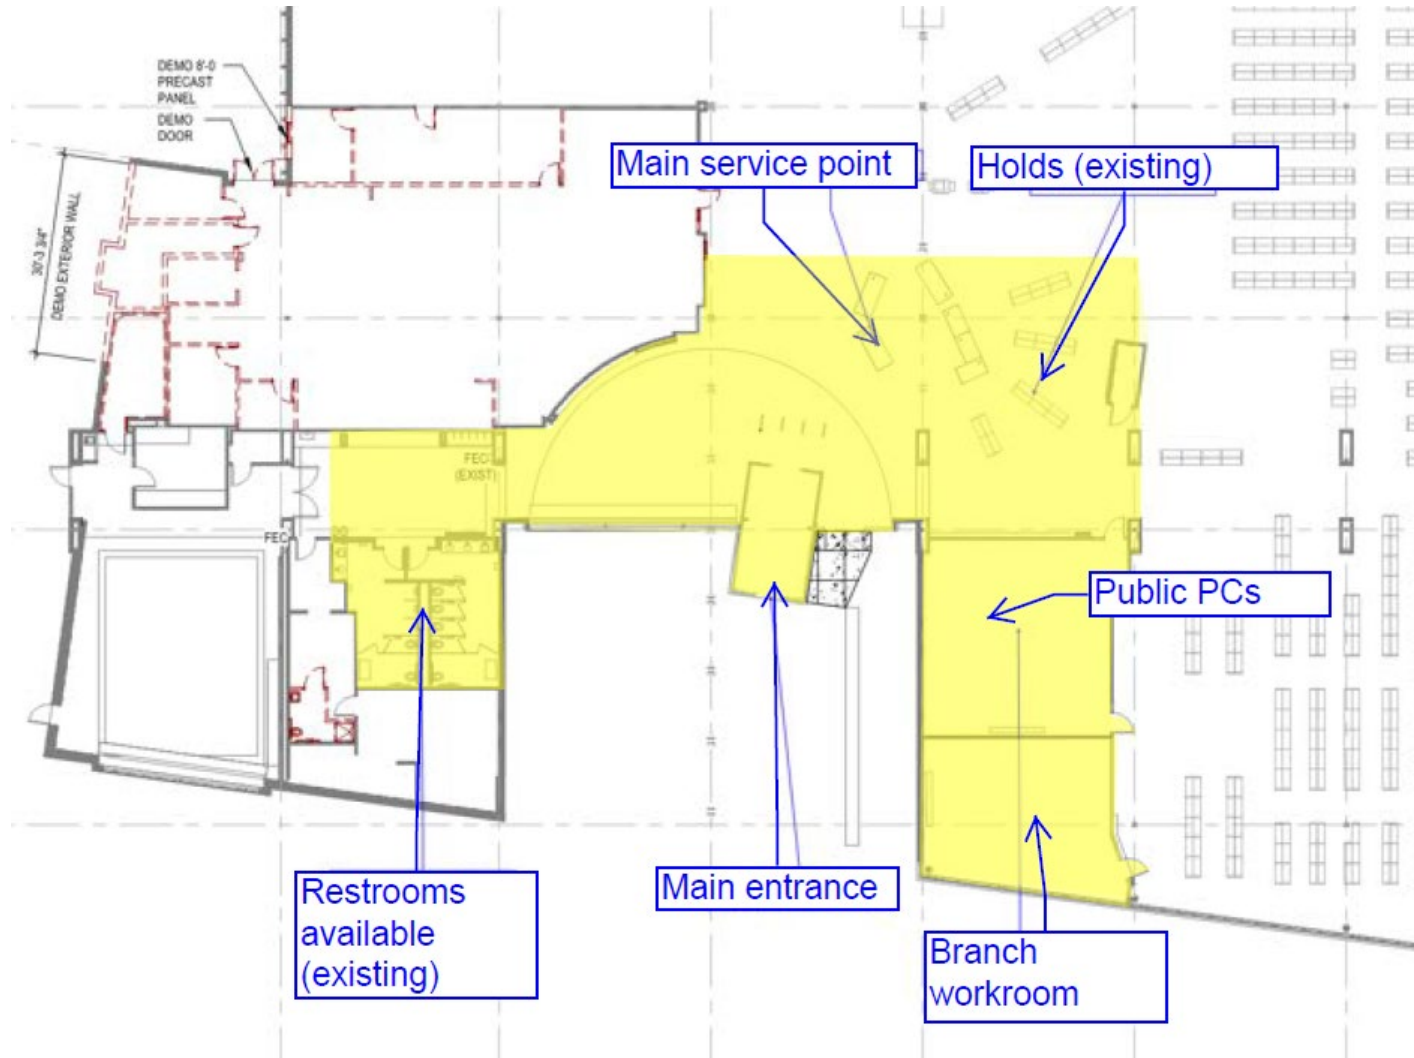 DEMO 8'-0
PRECAST
PANEL
DEMO
DOOR
Main service point
Holds (existing)
30'-3 3/4"
DEMO EXTERIOR WALL
FEC
(EXIST)
FEC
Public PCs
Restrooms
available
(existing)
Main entrance
Branch
workroom